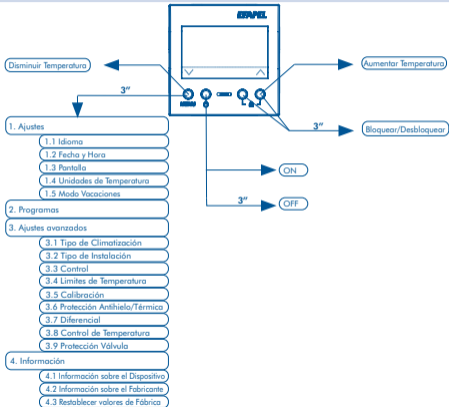 EFAPEL
Disminuir Temperatura
Aumentar Temperatura
MENU
3”
3”
Bloquear/Desbloquear
ON
3”
OFF
1. Ajustes
1.1 Idioma
1.2 Fecha y Hora
1.3 Pantalla
1.4 Unidades de Temperatura
1.5 Modo Vacaciones
2. Programas
3. Ajustes avanzados
3.1 Tipo de Climatización
3.2 Tipo de Instalación
3.3 Control
3.4 Limites de Temperatura
3.5 Calibración
3.6 Protección Antihielo/Térmica
3.7 Diferencial
3.8 Control de Temperatura
3.9 Protección Válvula
4. Información
4.1 Información sobre el Dispositivo
4.2 Información sobre el Fabricante
4.3 Restablecer valores de Fábrica